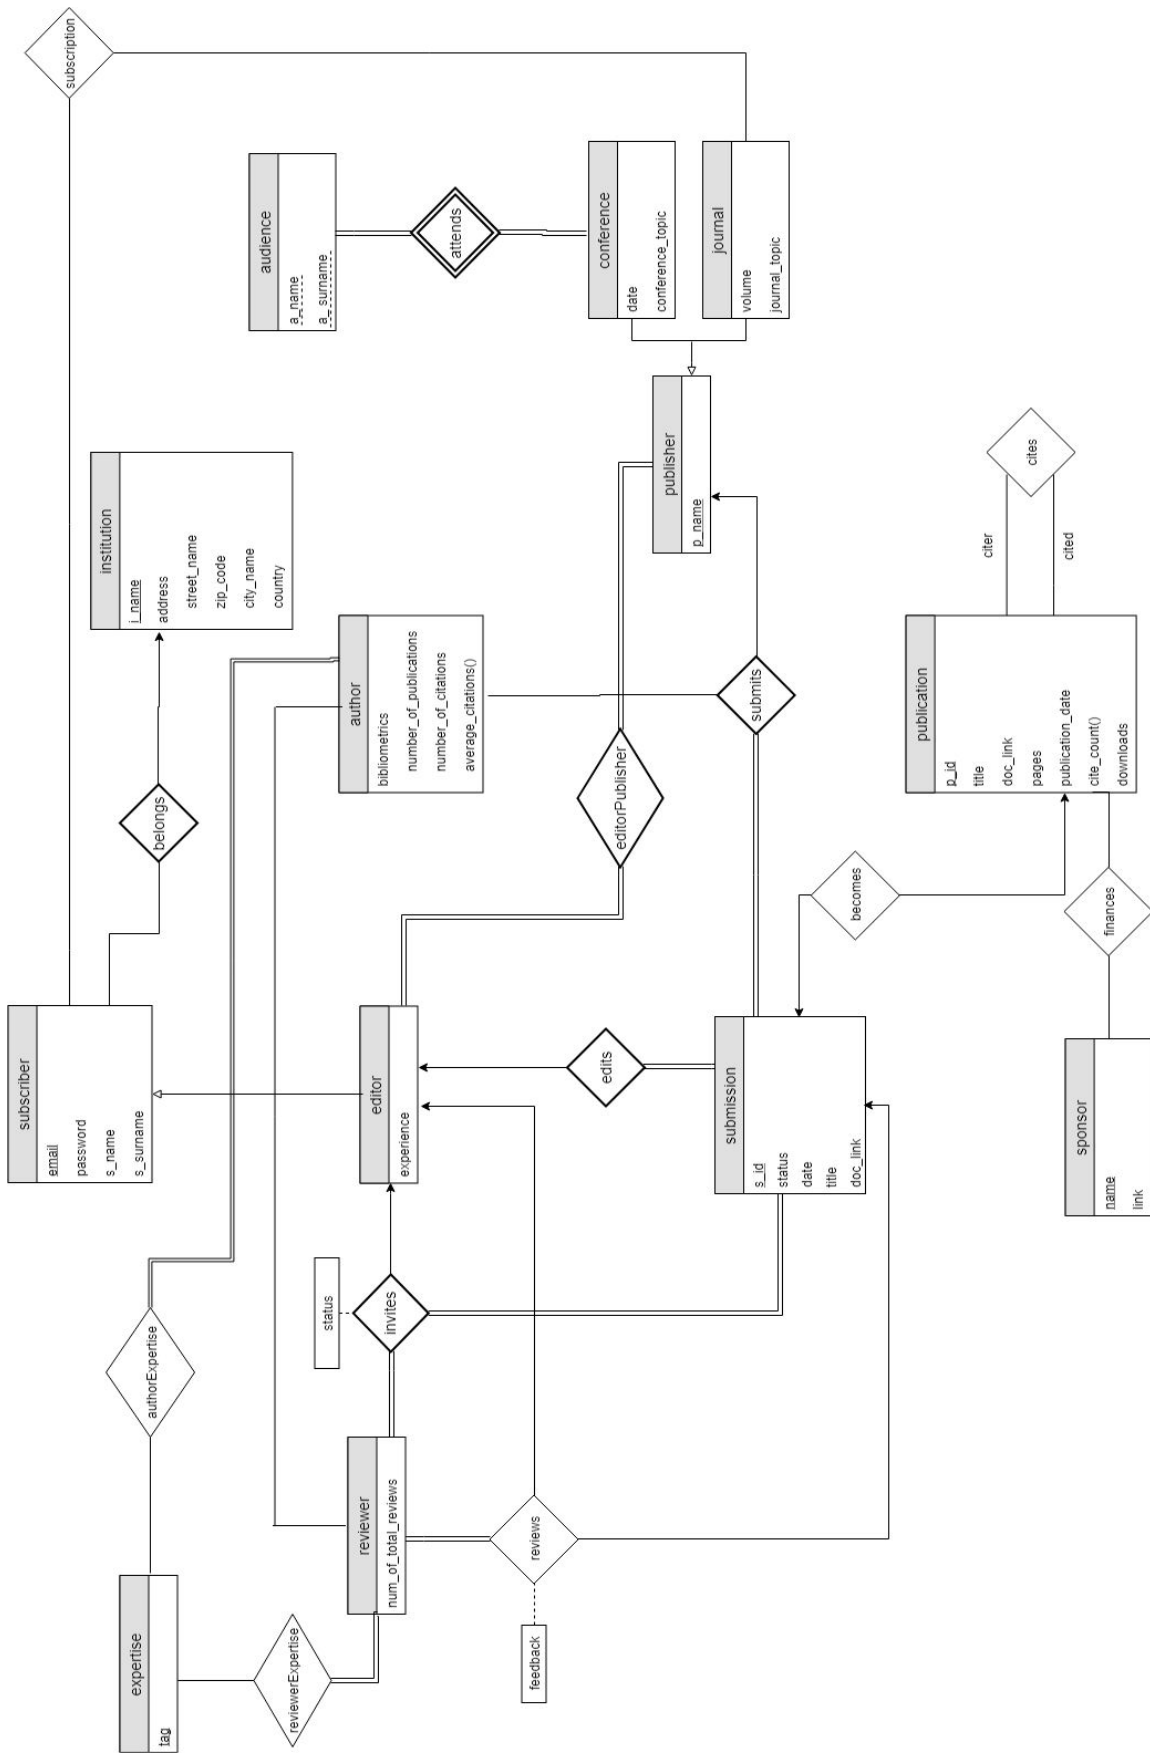 expertise
tag
authorExpertise
reviewerExpertise
subscriber
email
password
s_name
s_surname
belongs
institution
i_name
address
street_name
zip_code
city_name
country
subscription
reviewer
num_of_total_reviews
status
invites
editor
experience
author
bibliometrics
number_of_publications
number_of_citations
average_citations()
audience
a_name
a_surname
attends
feedback
reviews
edits
editorPublisher
publisher
p_name
conference
date
conference_topic
journal
volume
journal_topic
submission
s_id
status
date
title
doc_link
submits
becomes
publication
p_id
title
doc_link
pages
publication_date
cite_count()
downloads
citer
cited
cites
sponsor
name
link
finances